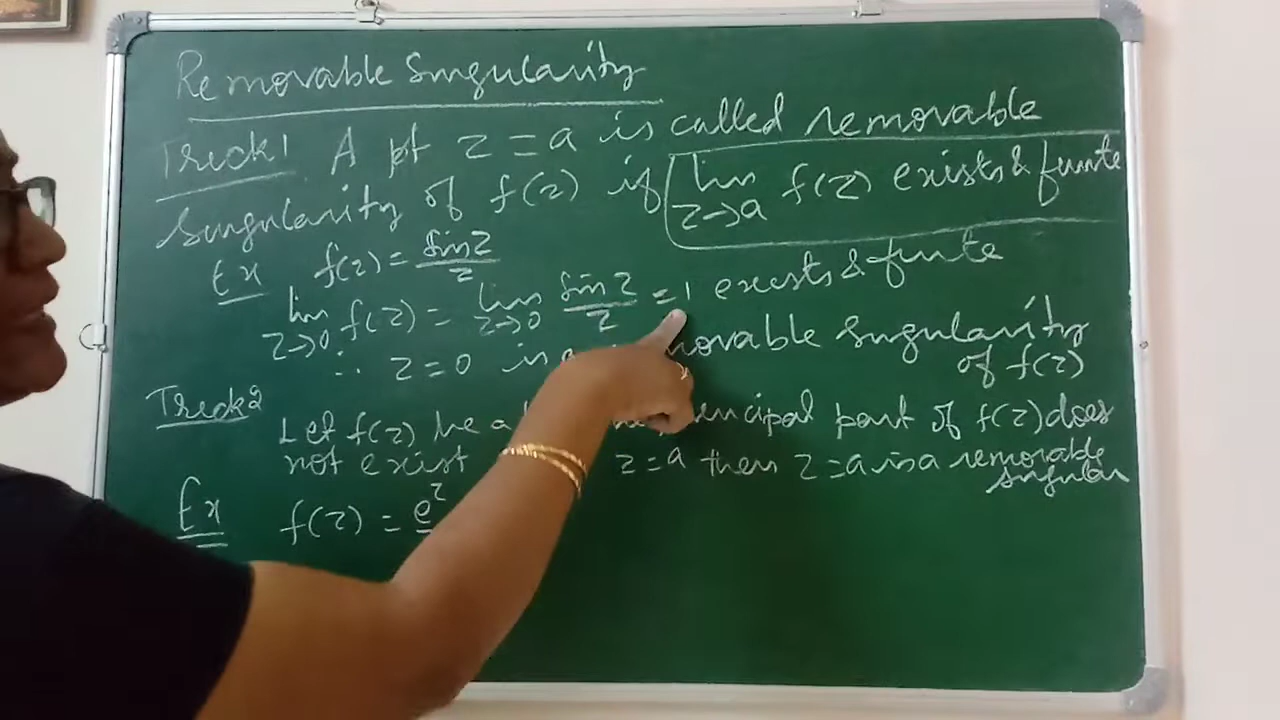 Removable Singularity
Trick1 A pt z = a is called removable
Singularity of f(z) if lim z→a f(z) exists & finite
Ex f(z) = sin z / z
lim z→0 f(z) = lim z→0 sin z / z = 1 exists & finite
∴ z = 0 is removable singularity of f(z)
Trick2
Let f(z) be a principal part of f(z) does
not exist z = a then z = a is a removable singular
Ex f(z) = e^z